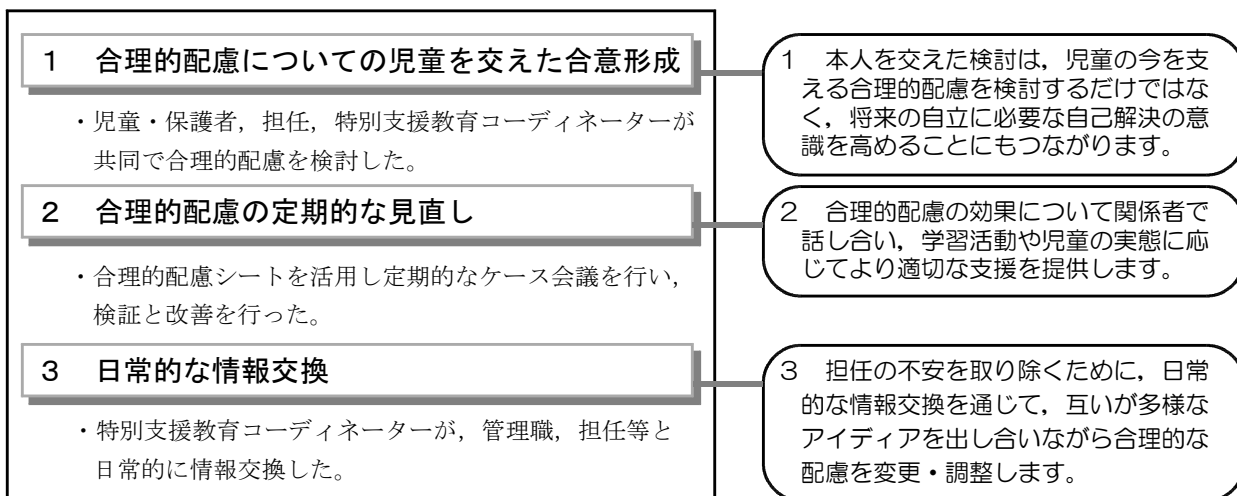 1 合理的配慮についての児童を交えた合意形成
・児童・保護者，担任，特別支援教育コーディネーターが
共同で合理的配慮を検討した。
1 本人を交えた検討は，児童の今を支
える合理的配慮を検討するだけではな
く，将来の自立に必要な自己解決の意
識を高めることにもつながります。
2 合理的配慮の定期的な見直し
・合理的配慮シートを活用し定期的なケース会議を行い，
検証と改善を行った。
2 合理的配慮の効果について関係者で
話し合い，学習活動や児童の実態に応
じてより適切な支援を提供します。
3 日常的な情報交換
・特別支援教育コーディネーターが，管理職，担任等と
日常的に情報交換した。
3 担任の不安を取り除くために，日常
的な情報交換を通じて，互いが多様な
アイディアを出し合いながら合理的な
配慮を変更・調整します。